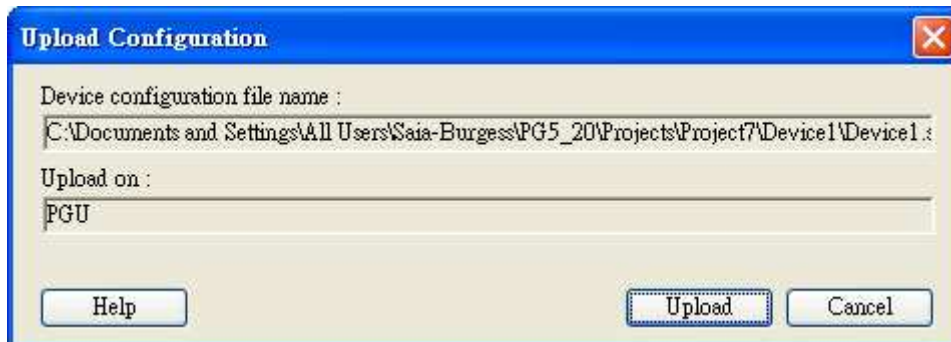 Upload Configuration
Device configuration file name :
C:\Documents and Settings\All Users\Saia-Burgess\PG5_20\Projects\Project7\Device1\Device1.s
Upload on :
PGU
Help
Upload
Cancel